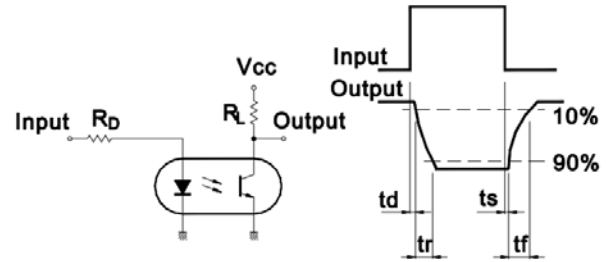 Vcc
Input
RD
RL
Output
Input
Output
10%
90%
td
ts
tr
tf